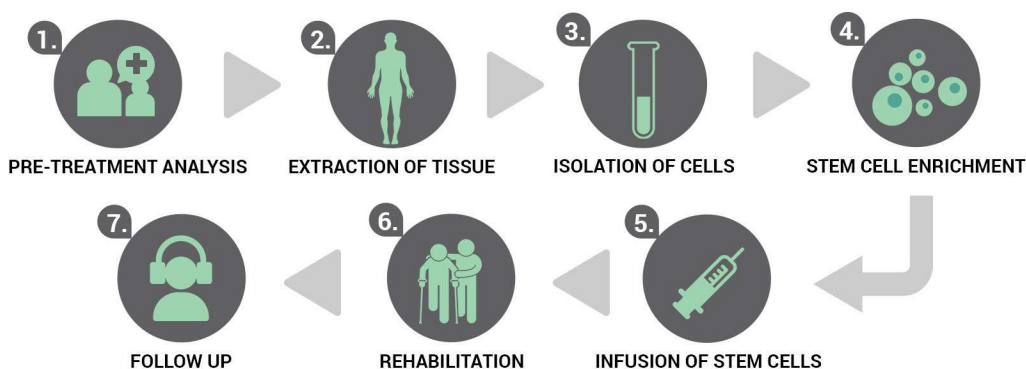 1.
PRE-TREATMENT ANALYSIS
2.
EXTRACTION OF TISSUE
3.
ISOLATION OF CELLS
4.
STEM CELL ENRICHMENT
5.
INFUSION OF STEM CELLS
6.
REHABILITATION
7.
FOLLOW UP